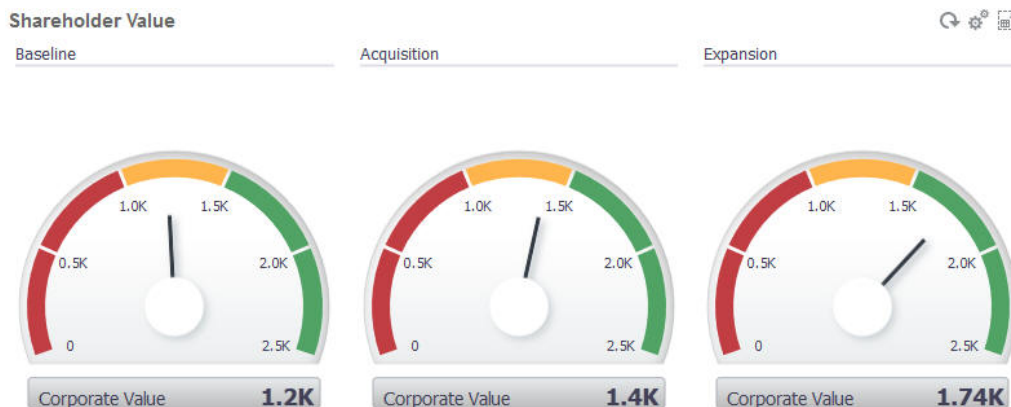 Shareholder Value
Baseline
Acquisition
Expansion
1.0K 1.5K
0.5K 2.0K
0 2.5K
1.0K 1.5K
0.5K 2.0K
0 2.5K
1.0K 1.5K
0.5K 2.0K
0 2.5K
Corporate Value 1.2K
Corporate Value 1.4K
Corporate Value 1.74K